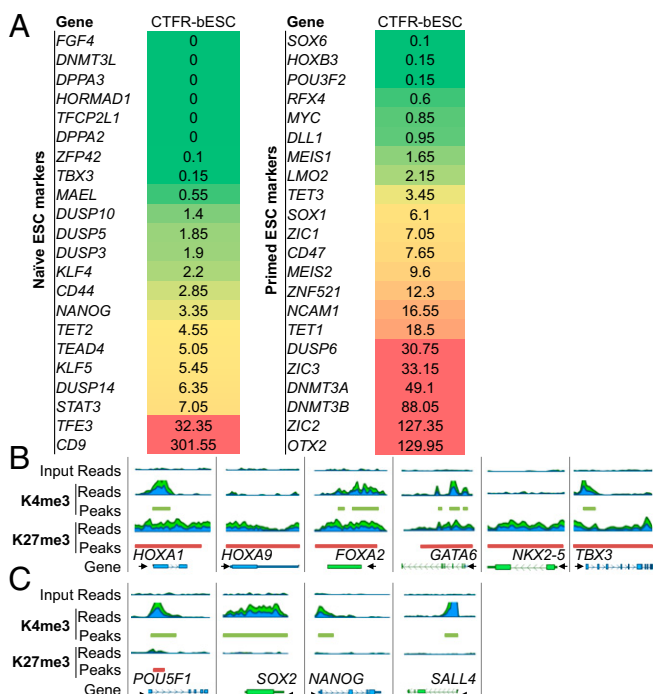 A
Gene CTFR-bESC
Naïve ESC markers
FGF4 0
DNMT3L 0
DPPA3 0
HORMAD1 0
TFCP2L1 0
DPPA2 0
ZFP42 0.1
TBX3 0.15
MAEL 0.55
DUSP10 1.4
DUSP5 1.85
DUSP3 1.9
KLF4 2.2
CD44 2.85
NANOG 3.35
TET2 4.55
TEAD4 5.05
KLF5 5.45
DUSP14 6.35
STAT3 7.05
TFE3 32.35
CD9 301.55
Gene CTFR-bESC
Primed ESC markers
SOX6 0.1
HOXB3 0.15
POU3F2 0.15
RFX4 0.6
MYC 0.85
DLL1 0.95
MEIS1 1.65
LMO2 2.15
TET3 3.45
SOX1 6.1
ZIC1 7.05
CD47 7.65
MEIS2 9.6
ZNF521 12.3
NCAM1 16.55
TET1 18.5
DUSP6 30.75
ZIC3 33.15
DNMT3A 49.1
DNMT3B 88.05
ZIC2 127.35
OTX2 129.95
B
Input Reads
K4me3 Reads
Peaks
K27me3 Reads
Peaks
Gene HOXA1 HOXA9 FOXA2 GATA6 NKX2-5 TBX3
C
Input Reads
K4me3 Reads
Peaks
K27me3 Reads
Peaks
Gene POU5F1 SOX2 NANOG SALL4